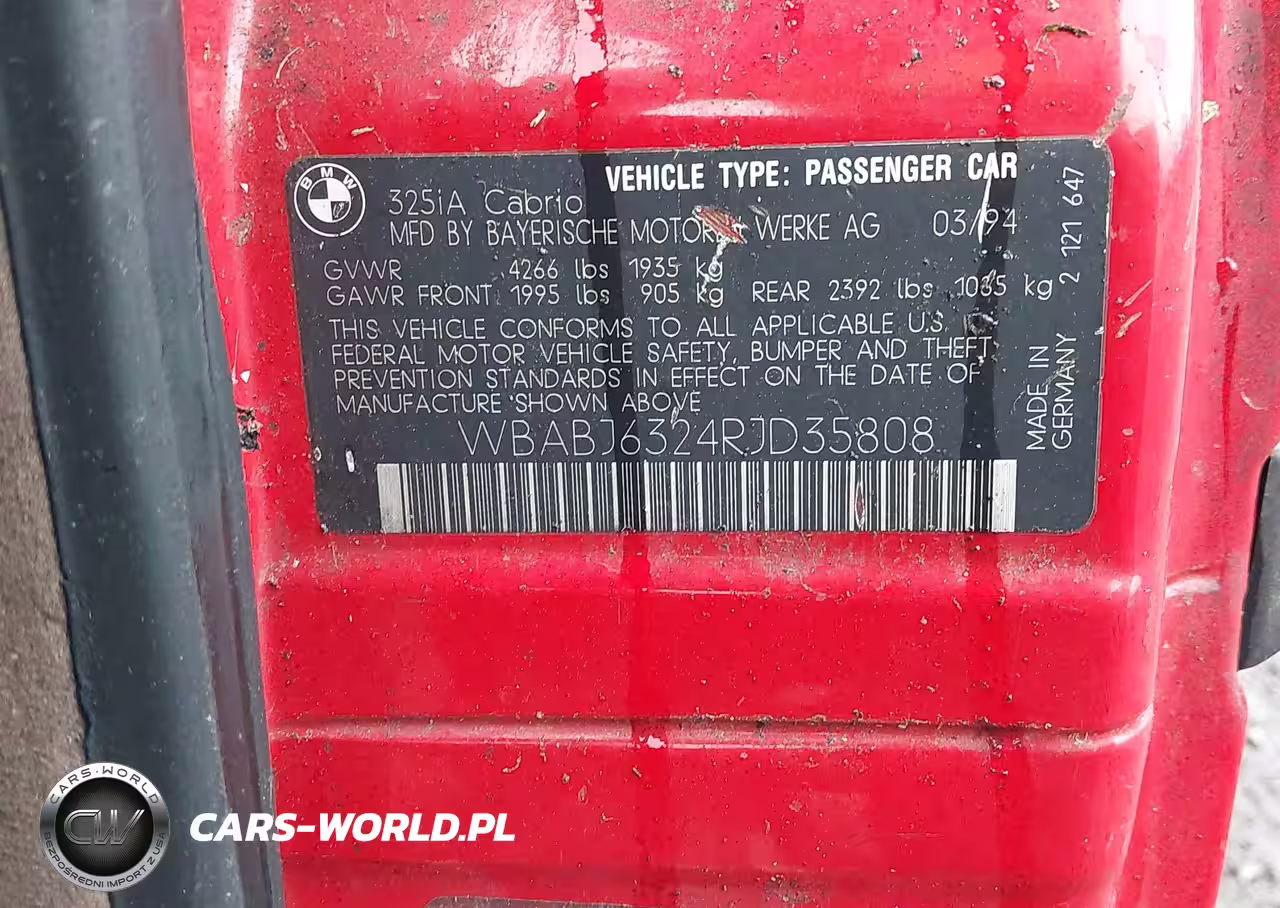 BMW
VEHICLE TYPE: PASSENGER CAR
325iA Cabrio
MFD BY BAYERISCHE MOTOREN WERKE AG 03/94
GVWR 4266 lbs 1935 kg
GAWR FRONT 1995 lbs 905 kg REAR 2392 lbs 1085 kg
THIS VEHICLE CONFORMS TO ALL APPLICABLE U.S.
FEDERAL MOTOR VEHICLE SAFETY, BUMPER AND THEFT
PREVENTION STANDARDS IN EFFECT ON THE DATE OF
MANUFACTURE SHOWN ABOVE
WBABJ6324RJD35808
MADE IN
GERMANY
2 121 647
CARS-WORLD
CW
BEZPOŚREDNI IMPORT Z USA
CARS-WORLD.PL